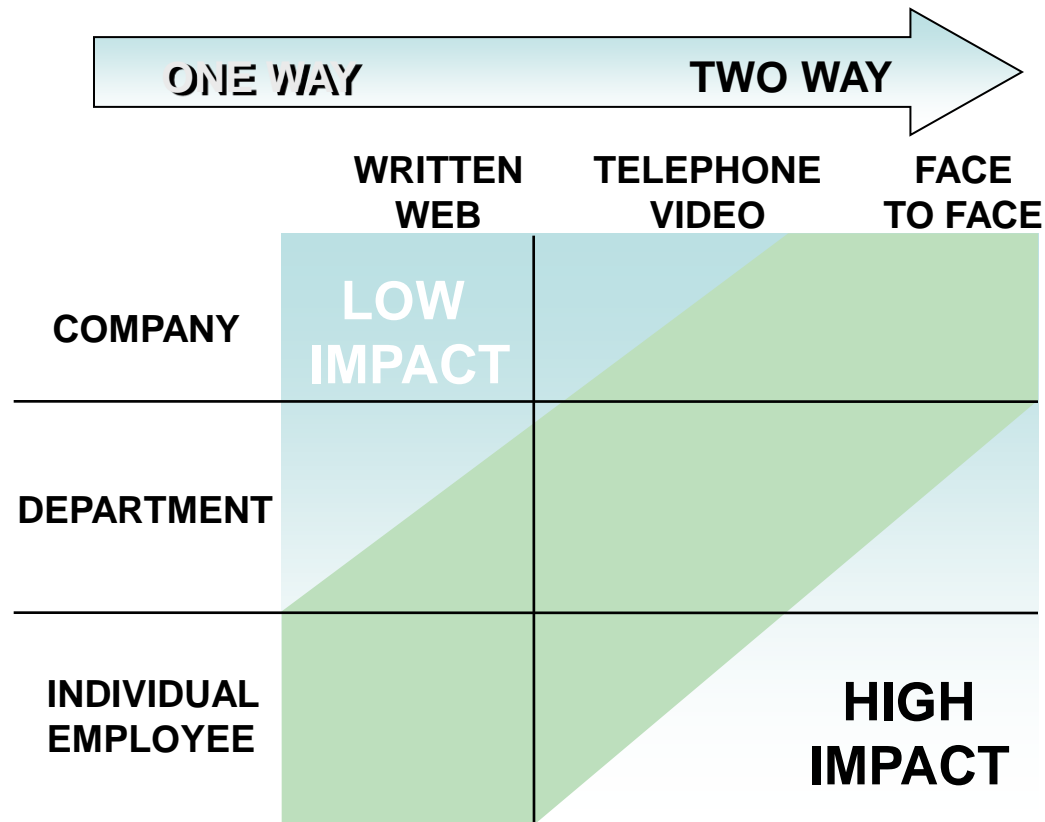 ONE WAY TWO WAY
WRITTEN TELEPHONE FACE
WEB VIDEO TO FACE
LOW
COMPANY
IMPACT
DEPARTMENT
INDIVIDUAL HIGH
EMPLOYEE IMPACT